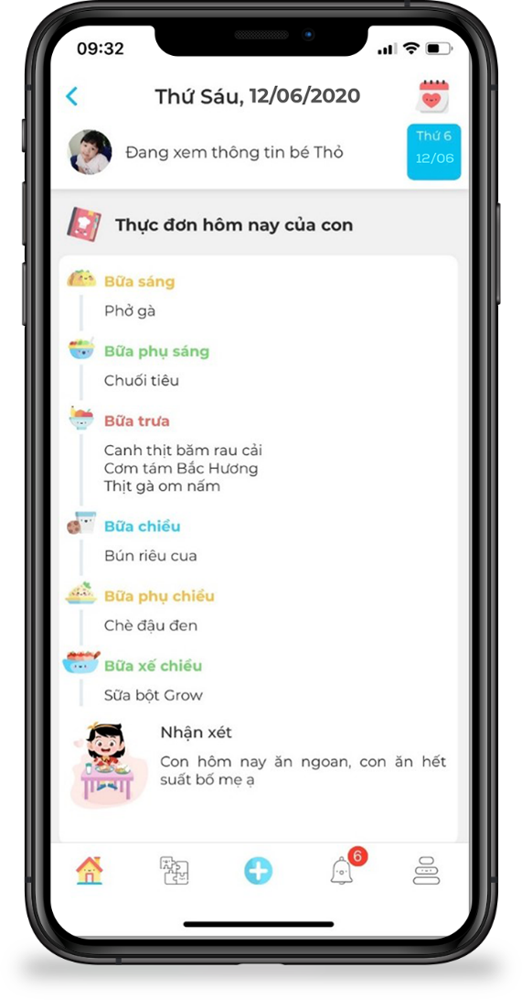 09:32
Thứ Sáu, 12/06/2020
Đang xem thông tin bé Thỏ
Thứ 6
12/06
Thực đơn hôm nay của con
Bữa sáng
Phở gà
Bữa phụ sáng
Chuối tiêu
Bữa trưa
Canh thịt băm rau cải
Cơm tám Bắc Hương
Thịt gà om nấm
Bữa chiều
Bún riêu cua
Bữa phụ chiều
Chè đậu đen
Bữa xế chiều
Sữa bột Grow
Nhận xét
Con hôm nay ăn ngoan, con ăn hết
suất bố mẹ ạ
6